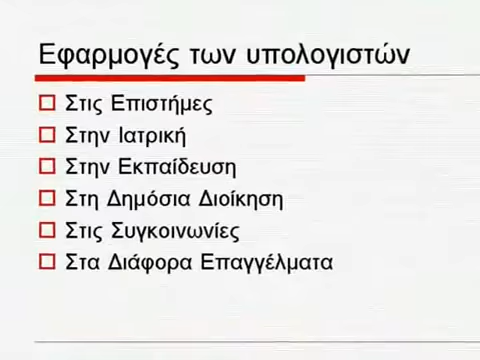 Εφαρμογές των υπολογιστών
Στις Επιστήμες
Στην Ιατρική
Στην Εκπαίδευση
Στη Δημόσια Διοίκηση
Στις Συγκοινωνίες
Στα Διάφορα Επαγγέλματα